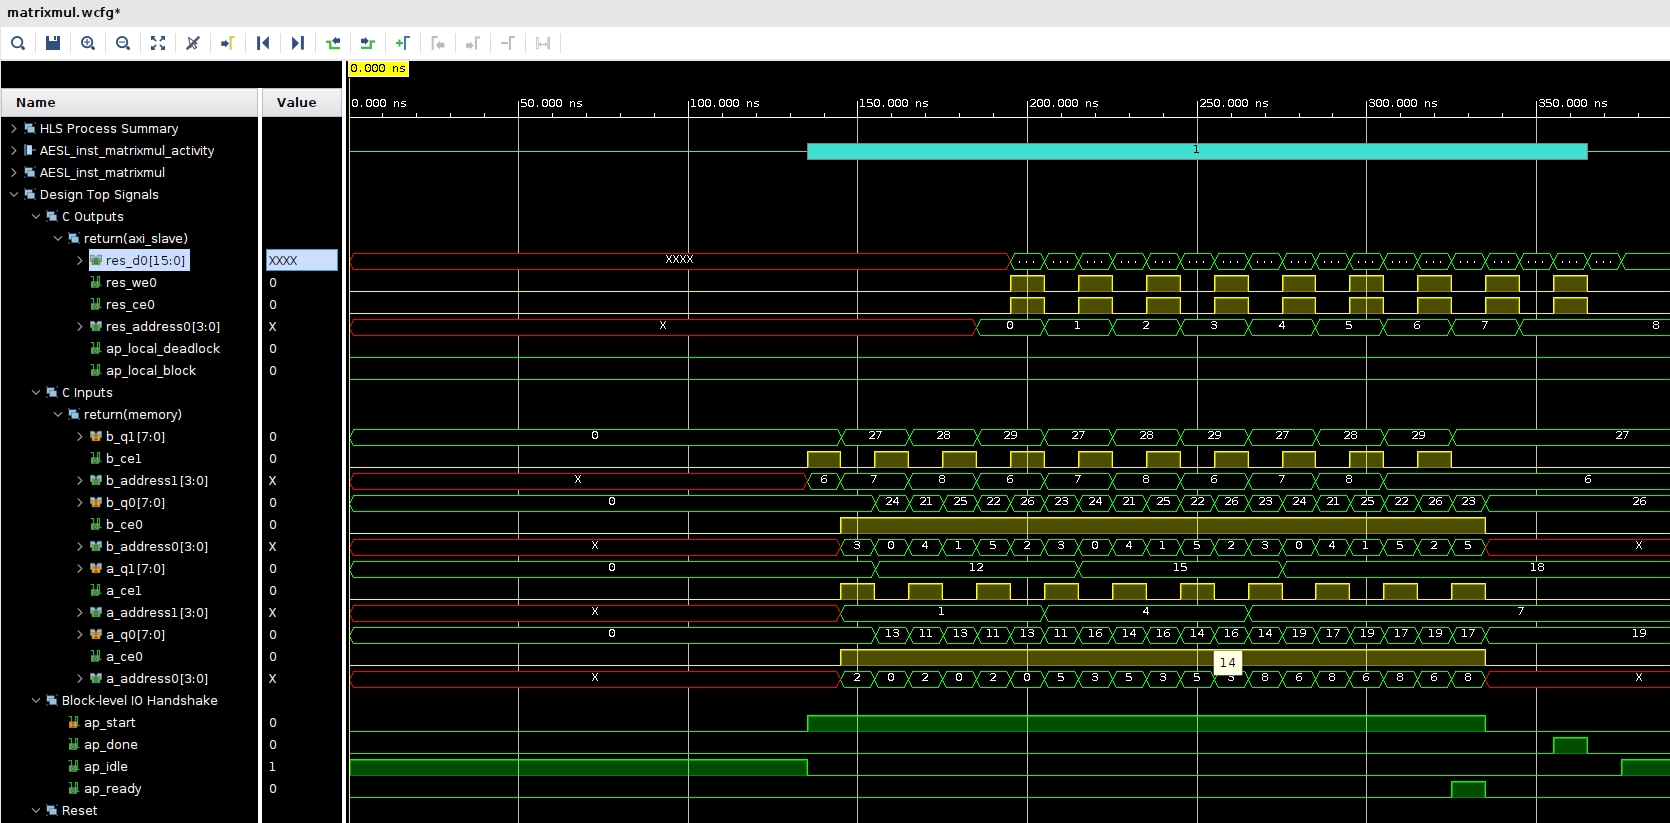 matrixmul.wcfg*
0.000 ns
Name Value 0.000 ns 50.000 ns 100.000 ns 150.000 ns 200.000 ns 250.000 ns 300.000 ns 350.000 ns
HLS Process Summary
AESL_inst_matrixmul_activity 1
AESL_inst_matrixmul
Design Top Signals
C Outputs
return(axi_slave)
res_d0[15:0] XXXX XXXX ... ... ... ... ... ... ... ... ... ... ... ... ... ... ... ... ... ...
res_we0 0
res_ce0 0
res_address0[3:0] X X 0 1 2 3 4 5 6 7 8
ap_local_deadlock 0
ap_local_block 0
C Inputs
return(memory)
b_q1[7:0] 0 0 27 28 29 27 28 29 27 28 29 27
b_ce1 0
b_address1[3:0] X X 6 7 8 6 7 8 6 7 8 6
b_q0[7:0] 0 0 24 21 25 22 26 23 24 21 25 22 26 23 24 21 25 22 26 23 26
b_ce0 0
b_address0[3:0] X X 3 0 4 1 5 2 3 0 4 1 5 2 3 0 4 1 5 2 5 X
a_q1[7:0] 0 0 12 15 18
a_ce1 0
a_address1[3:0] X X 1 4 7
a_q0[7:0] 0 0 13 11 13 11 13 11 16 14 16 14 16 14 19 17 19 17 19 17 19
a_ce0 0 14
a_address0[3:0] X X 2 0 2 0 2 0 5 3 5 3 5 3 8 6 8 6 8 6 8 X
Block-level IO Handshake
ap_start 0
ap_done 0
ap_idle 1
ap_ready 0
Reset